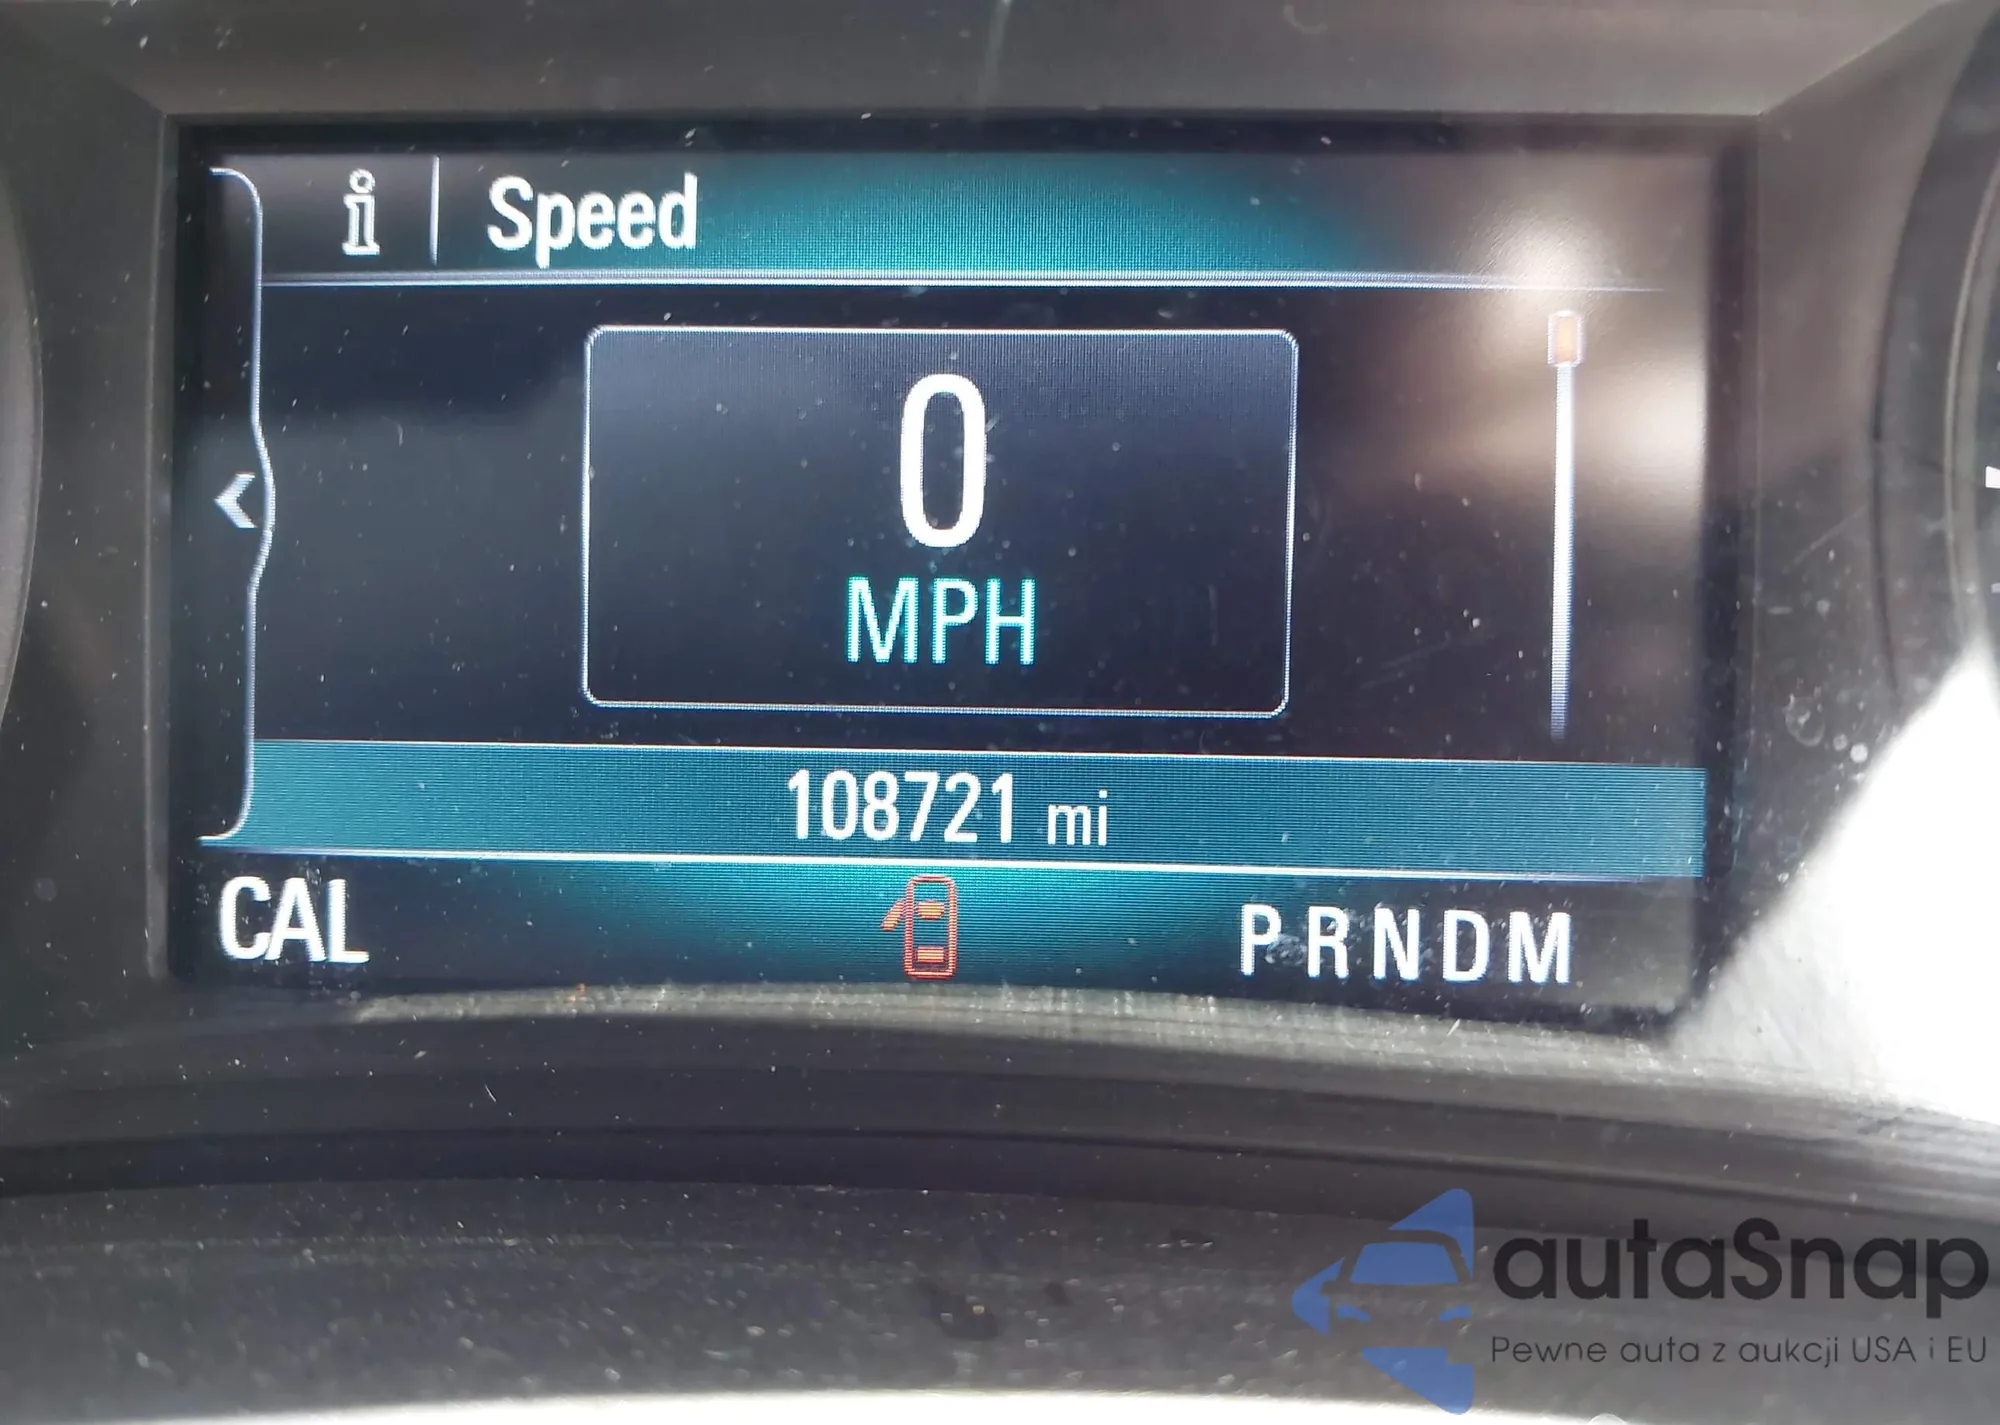 i Speed
0
MPH
108721 mi
CAL PRNDM
autaSnap
Pewne auta z aukcji USA i EU